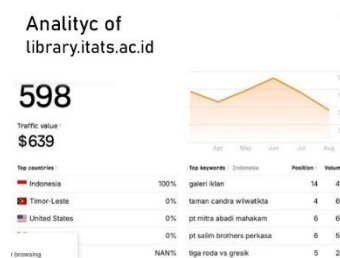 Analityc of
library.itats.ac.id
598
Traffic value
$639
Top countries
Indonesia 100%
Timor-Leste 0%
United States 0%
0%
NAN%
r browsing
Apr May Jun Jul Aug
Top keywords Indonesia Position Volum
galeri iklan 14 4
taman candra wilwatikta 4 6
pt mitra abadi mahakam 6 6
pt salim brothers perkasa 6 5
tiga roda vs gresik 5 2